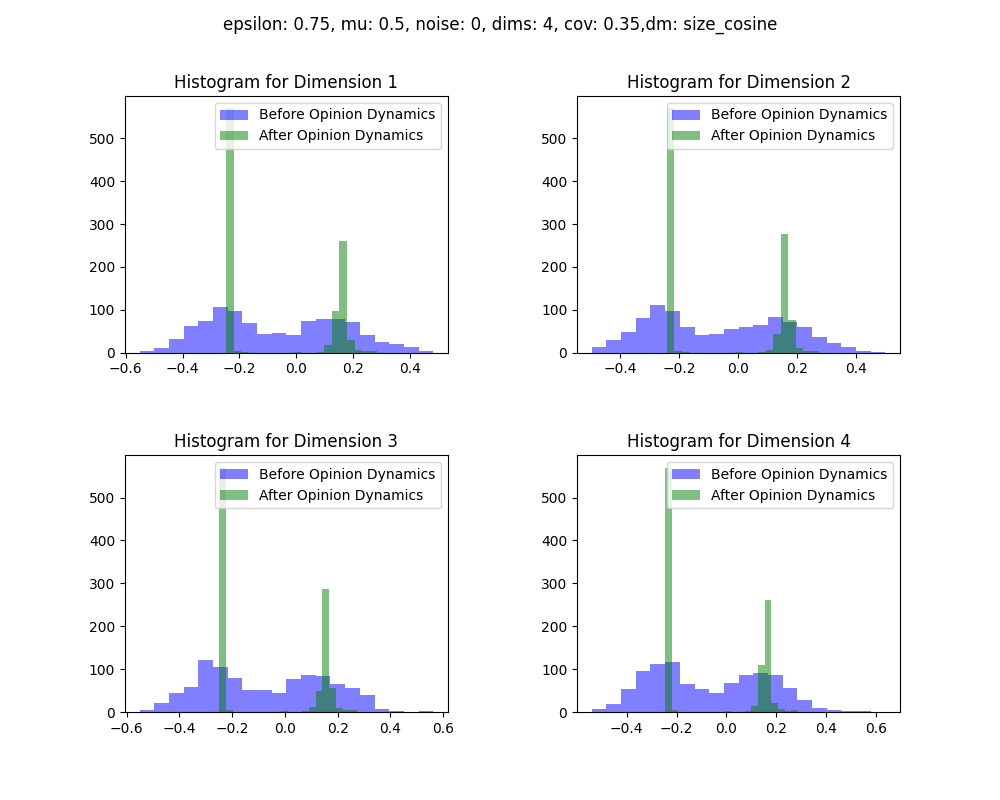 epsilon: 0.75, mu: 0.5, noise: 0, dims: 4, cov: 0.35,dm: size_cosine
Histogram for Dimension 1
Before Opinion Dynamics
After Opinion Dynamics
500
400
300
200
100
0
−0.6 −0.4 −0.2 0.0 0.2 0.4
Histogram for Dimension 2
Before Opinion Dynamics
After Opinion Dynamics
500
400
300
200
100
0
−0.4 −0.2 0.0 0.2 0.4
Histogram for Dimension 3
Before Opinion Dynamics
After Opinion Dynamics
500
400
300
200
100
0
−0.6 −0.4 −0.2 0.0 0.2 0.4 0.6
Histogram for Dimension 4
Before Opinion Dynamics
After Opinion Dynamics
500
400
300
200
100
0
−0.4 −0.2 0.0 0.2 0.4 0.6